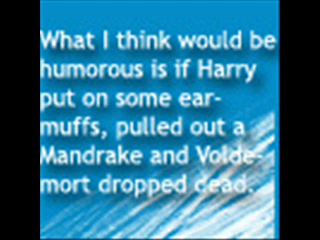 What I think would be
humorous is if Harry
put on some ear-
muffs, pulled out a
Mandrake and Volde-
mort dropped dead.